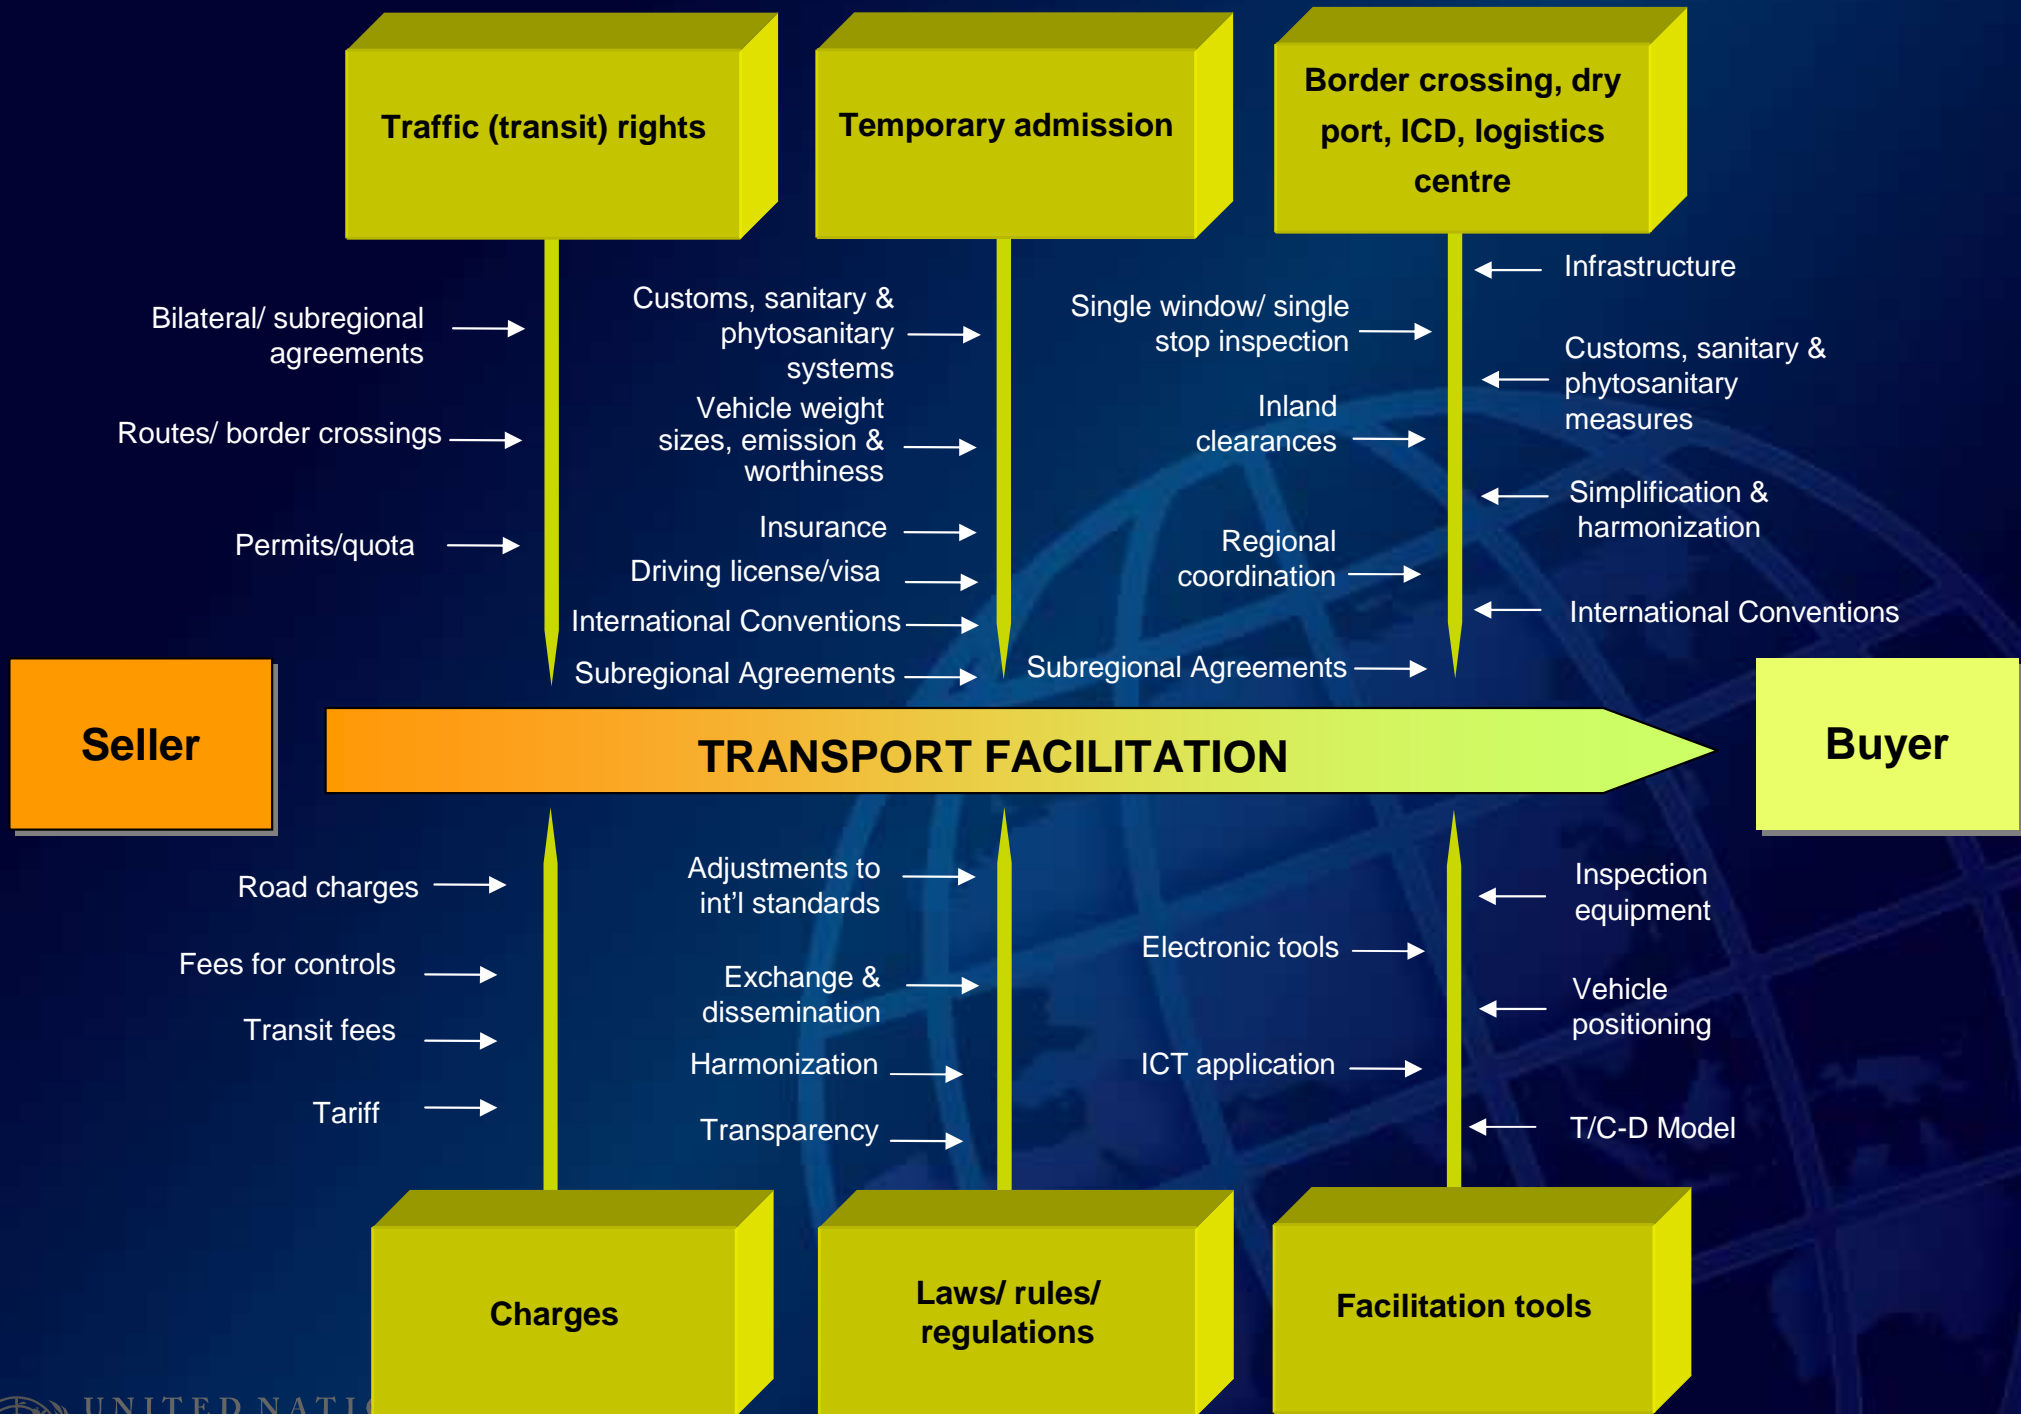 Traffic (transit) rights
Temporary admission
Border crossing, dry
port, ICD, logistics
centre
Bilateral/ subregional
agreements
Routes/ border crossings
Permits/quota
Customs, sanitary &
phytosanitary
systems
Vehicle weight
sizes, emission &
worthiness
Insurance
Driving license/visa
International Conventions
Subregional Agreements
Single window/ single
stop inspection
Inland
clearances
Regional
coordination
Subregional Agreements
Infrastructure
Customs, sanitary &
phytosanitary
measures
Simplification &
harmonization
International Conventions
Seller
TRANSPORT FACILITATION
Buyer
Road charges
Fees for controls
Transit fees
Tariff
Adjustments to
int'l standards
Exchange &
dissemination
Harmonization
Transparency
Electronic tools
ICT application
Inspection
equipment
Vehicle
positioning
T/C-D Model
Charges
Laws/ rules/
regulations
Facilitation tools
UNITED